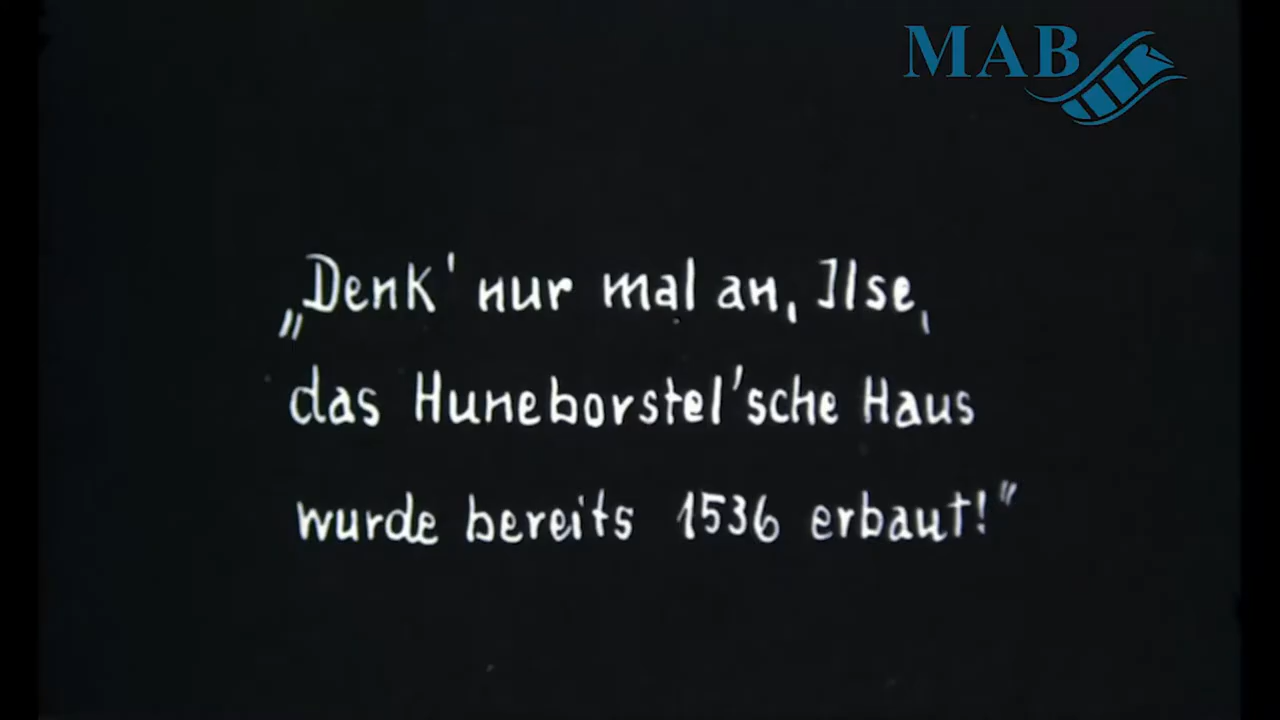 MAB
„Denk' nur mal an, Ilse,
das Huneborstel'sche Haus
wurde bereits 1536 erbaut!"